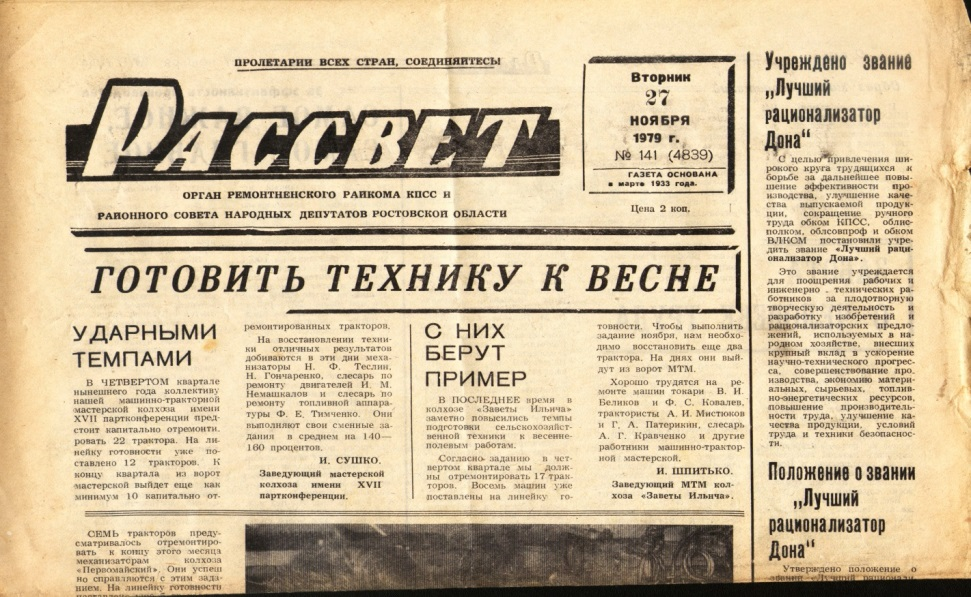 ПРОЛЕТАРИИ ВСЕХ СТРАН, СОЕДИНЯЙТЕСЬ!
РАССВЕТ
ОРГАН РЕМОНТНЕНСКОГО РАЙКОМА КПСС И
РАЙОННОГО СОВЕТА НАРОДНЫХ ДЕПУТАТОВ РОСТОВСКОЙ ОБЛАСТИ
Вторник
27
НОЯБРЯ
1979 г.
№ 141 (4839)
ГАЗЕТА ОСНОВАНА
в марте 1933 года.
Цена 2 коп.
ГОТОВИТЬ ТЕХНИКУ К ВЕСНЕ
УДАРНЫМИ
ТЕМПАМИ
В ЧЕТВЕРТОМ квартале
нынешнего года коллективу
нашей машинно-тракторной
мастерской колхоза имени
XVII партконференции пред-
стоит капитально отремонти-
ровать 22 трактора. На ли-
нейку готовности уже по-
ставлено 12 тракторов. К
концу квартала из ворот
мастерской выйдет еще как
минимум 10 капитально от-
ремонтированных тракторов.
На восстановлении техни-
ки отличных результатов
добиваются в эти дни меха-
низаторы Н. Ф. Теслин,
Н. Гончаренко, слесарь по
ремонту двигателей И. М.
Немашкалов и слесарь по
ремонту топливной аппара-
туры Ф. Е. Тимченко. Они
выполняют свои сменные за-
дания в среднем на 140—
160 процентов.
И. СУШКО.
Заведующий мастерской
колхоза имени XVII
партконференции.
С НИХ
БЕРУТ
ПРИМЕР
В ПОСЛЕДНЕЕ время в
колхозе «Заветы Ильича»
заметно повысились темпы
подготовки сельскохозяйст-
венной техники к весенне-
полевым работам.
Согласно заданию в чет-
вертом квартале мы долж-
ны отремонтировать 17 трак-
торов. Восемь машин уже
поставлены на линейку го-
товности. Чтобы выполнить
задание ноября, нам необхо-
димо восстановить еще два
трактора. На днях они вый-
дут из ворот МТМ.
Хорошо трудятся на ре-
монте машин токари В. И.
Беликов и Ф. С. Ковалев,
трактористы А. И. Мистюков
и Г. А. Патерикин, слесарь
А. Г. Кравченко и другие
работники машинно-трактор-
ной мастерской.
И. ШПИТЬКО.
Заведующий МТМ кол-
хоза «Заветы Ильича».
СЕМЬ тракторов преду-
сматривалось отремонтиро-
вать к концу этого месяца
механизаторам колхоза
«Первомайский». Они успеш
но справляются с этим зада-
нием. На линейку готовности
Учреждено звание
„Лучший
рационализатор
Дона“
С целью привлечения ши-
рокого круга трудящихся к
борьбе за дальнейшее повы-
шение эффективности про-
изводства, улучшение каче-
ства выпускаемой продук-
ции, сокращение ручного
труда обком КПСС, облис-
полком, облсовпроф и обком
ВЛКСМ постановили учре-
дить звание «Лучший раци-
онализатор Дона».
Это звание учреждается
для поощрения рабочих и
инженерно-технических ра-
ботников за плодотворную
творческую деятельность и
разработку изобретений и
рационализаторских предло-
жений, используемых в на-
родном хозяйстве, внесших
крупный вклад в ускорение
научно-технического прогрес-
са, совершенствование про-
изводства, экономию матери-
альных, сырьевых, топлив-
но-энергетических ресурсов,
повышение производитель-
ности труда, улучшение ка-
чества продукции, условий
труда и техники безопаснос-
ти.
Положение о звании
„Лучший
рационализатор
Дона“
Утверждено положение о
звании «Лучший рационали-